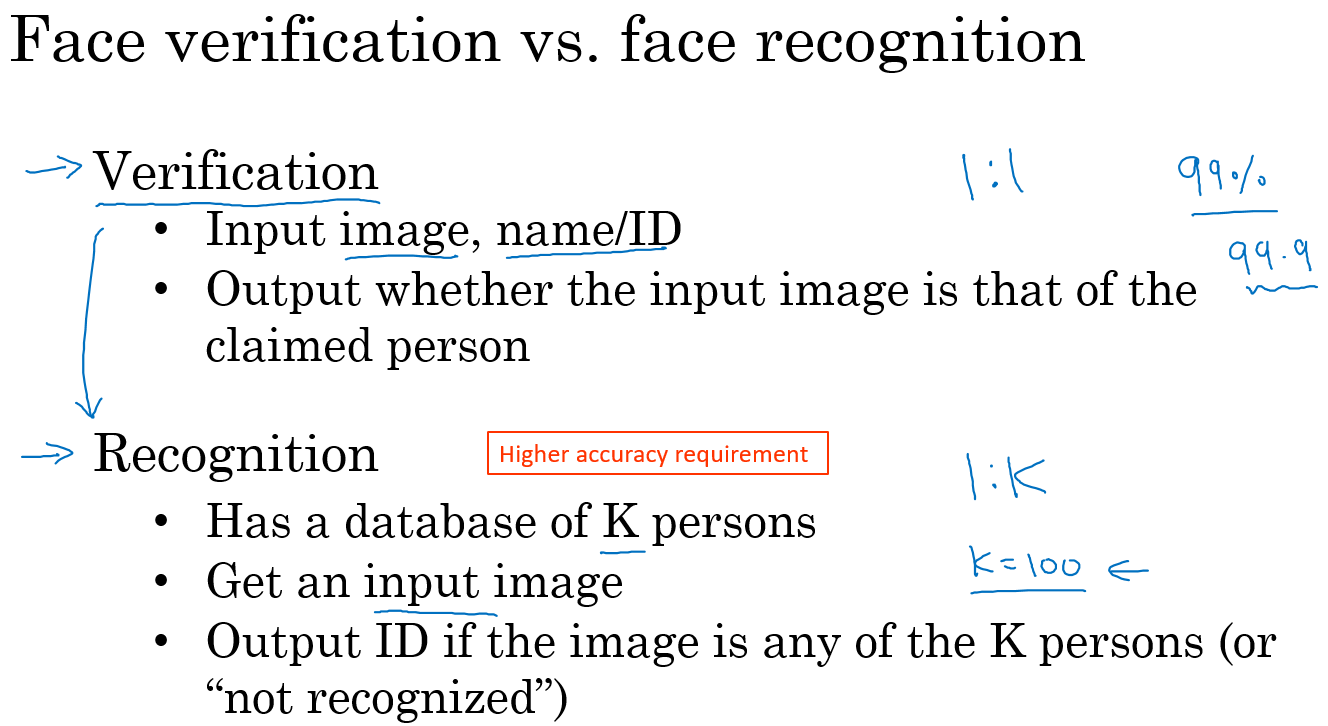 Face verification vs. face recognition
Verification
1:1
99%
99.9
• Input image, name/ID
• Output whether the input image is that of the
claimed person
Recognition
Higher accuracy requirement
1:K
• Has a database of K persons
K=100
• Get an input image
• Output ID if the image is any of the K persons (or
“not recognized”)